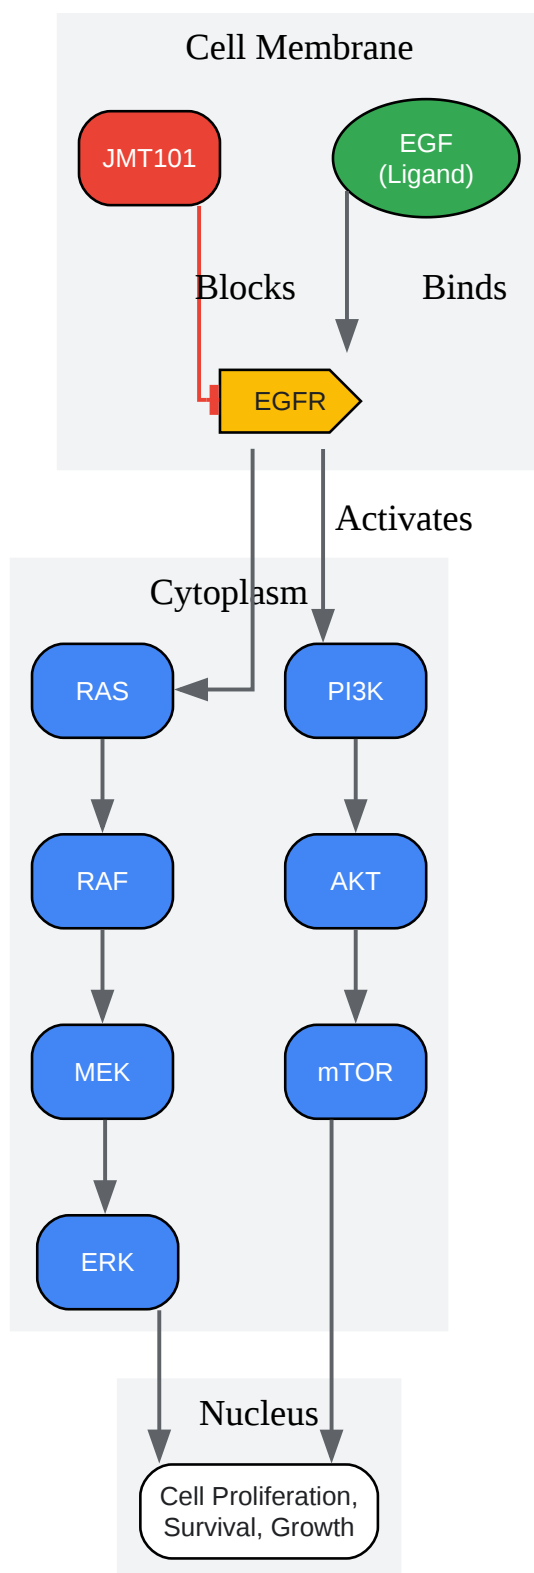 Cell Membrane
JMT101
EGF
(Ligand)
Blocks
Binds
EGFR
Activates
Cytoplasm
RAS
PI3K
RAF
AKT
MEK
mTOR
ERK
Nucleus
Cell Proliferation,
Survival, Growth